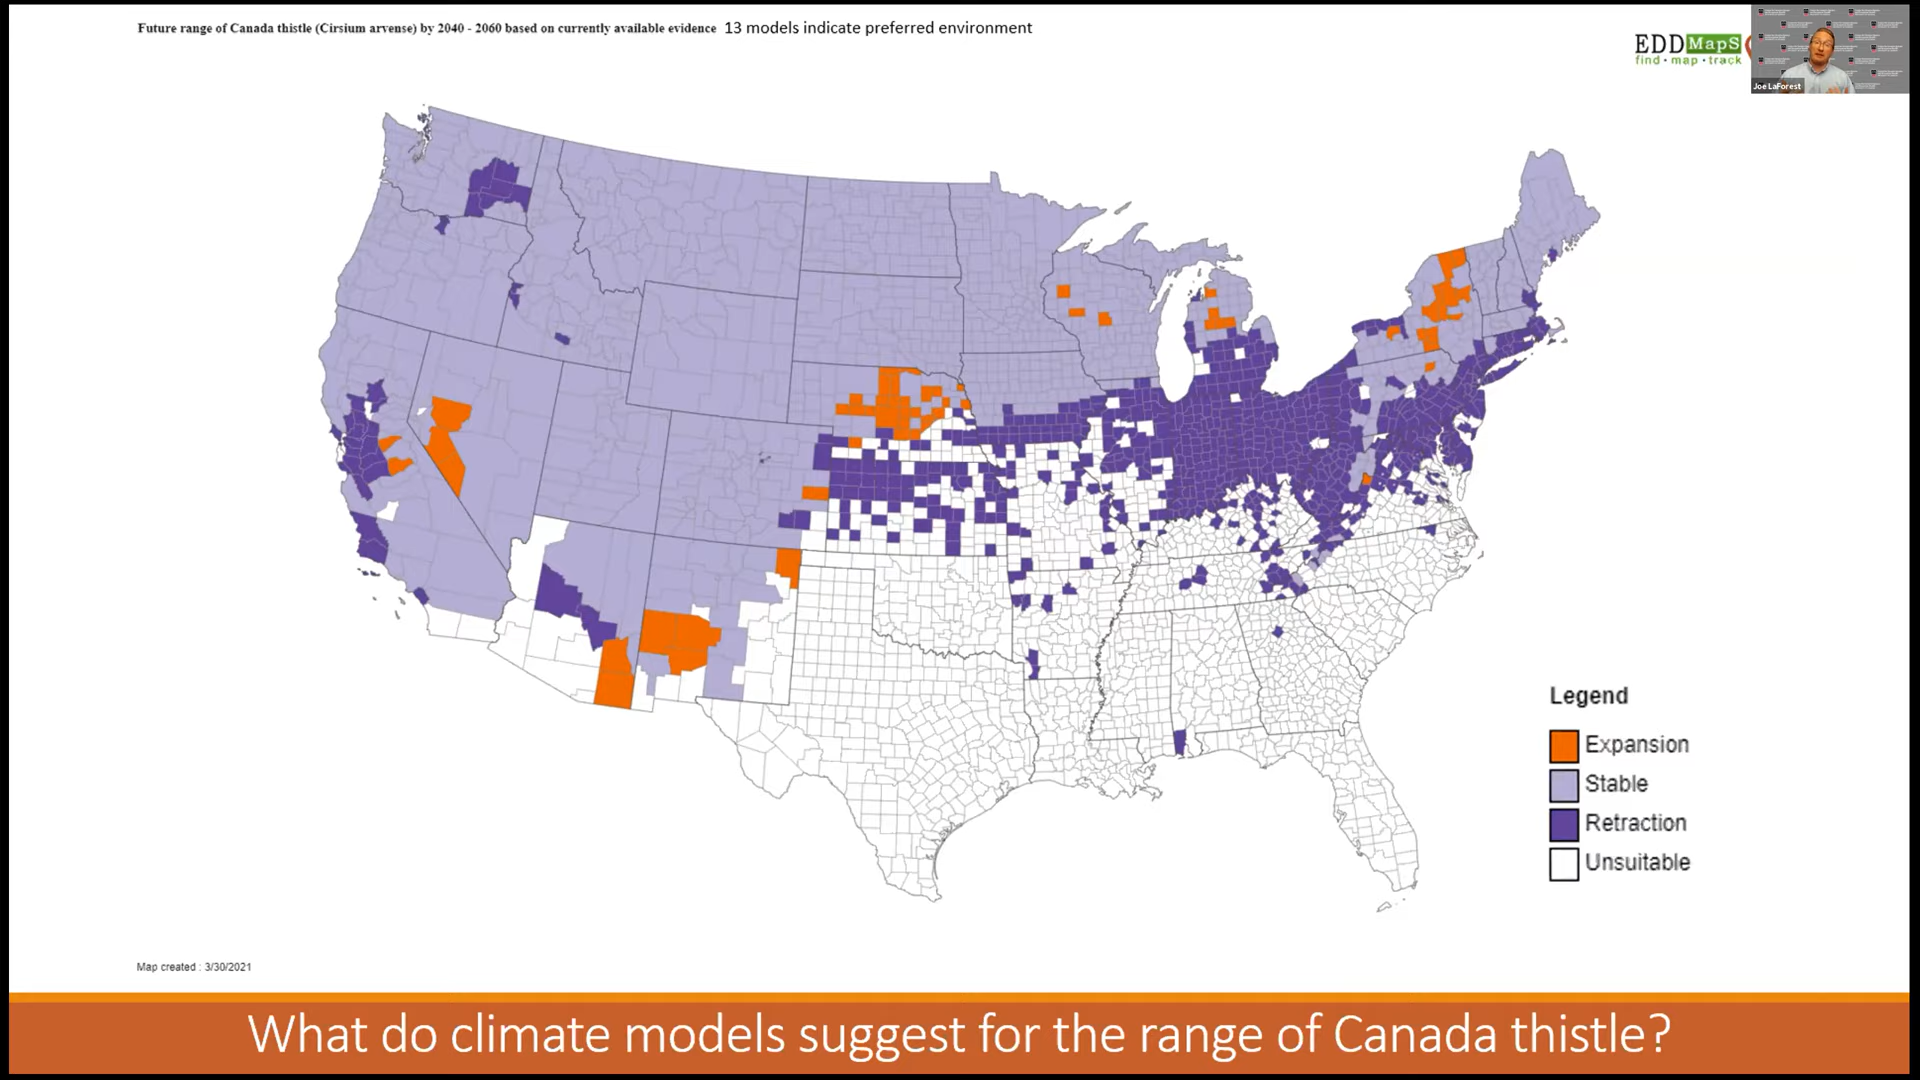 Future range of Canada thistle (Cirsium arvense) by 2040 - 2060 based on currently available evidence 13 models indicate preferred environment
EDDMapS
find · map · track
Joe LaForest
Legend
Expansion
Stable
Retraction
Unsuitable
Map created : 3/30/2021
What do climate models suggest for the range of Canada thistle?